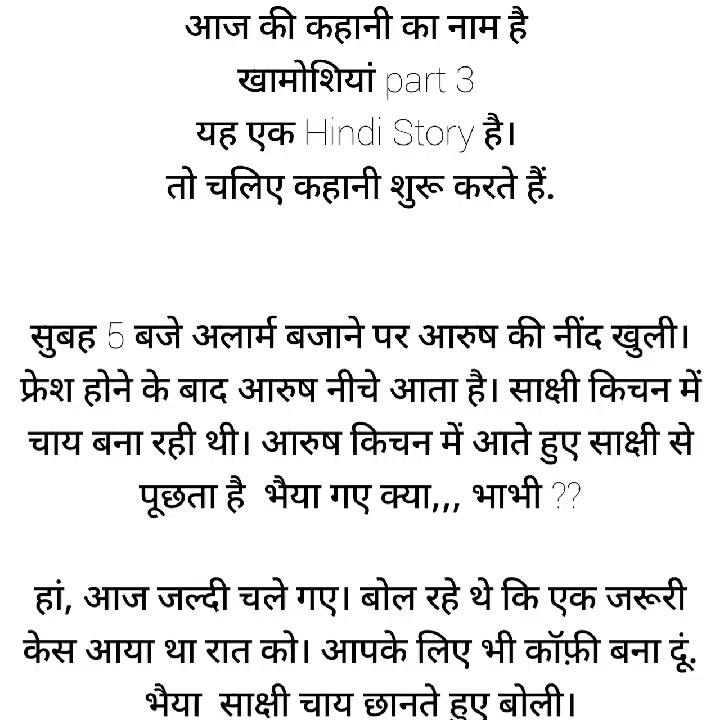 आज की कहानी का नाम है
खामोशियां part 3
यह एक Hindi Story है।
तो चलिए कहानी शुरू करते हैं.
सुबह 5 बजे अलार्म बजाने पर आरुष की नींद खुली।
फ्रेश होने के बाद आरुष नीचे आता है। साक्षी किचन में
चाय बना रही थी। आरुष किचन में आते हुए साक्षी से
पूछता है भैया गए क्या,,, भाभी ??
हां, आज जल्दी चले गए। बोल रहे थे कि एक जरूरी
केस आया था रात को। आपके लिए भी कॉफ़ी बना दूं.
भैया साक्षी चाय छानते हुए बोली।